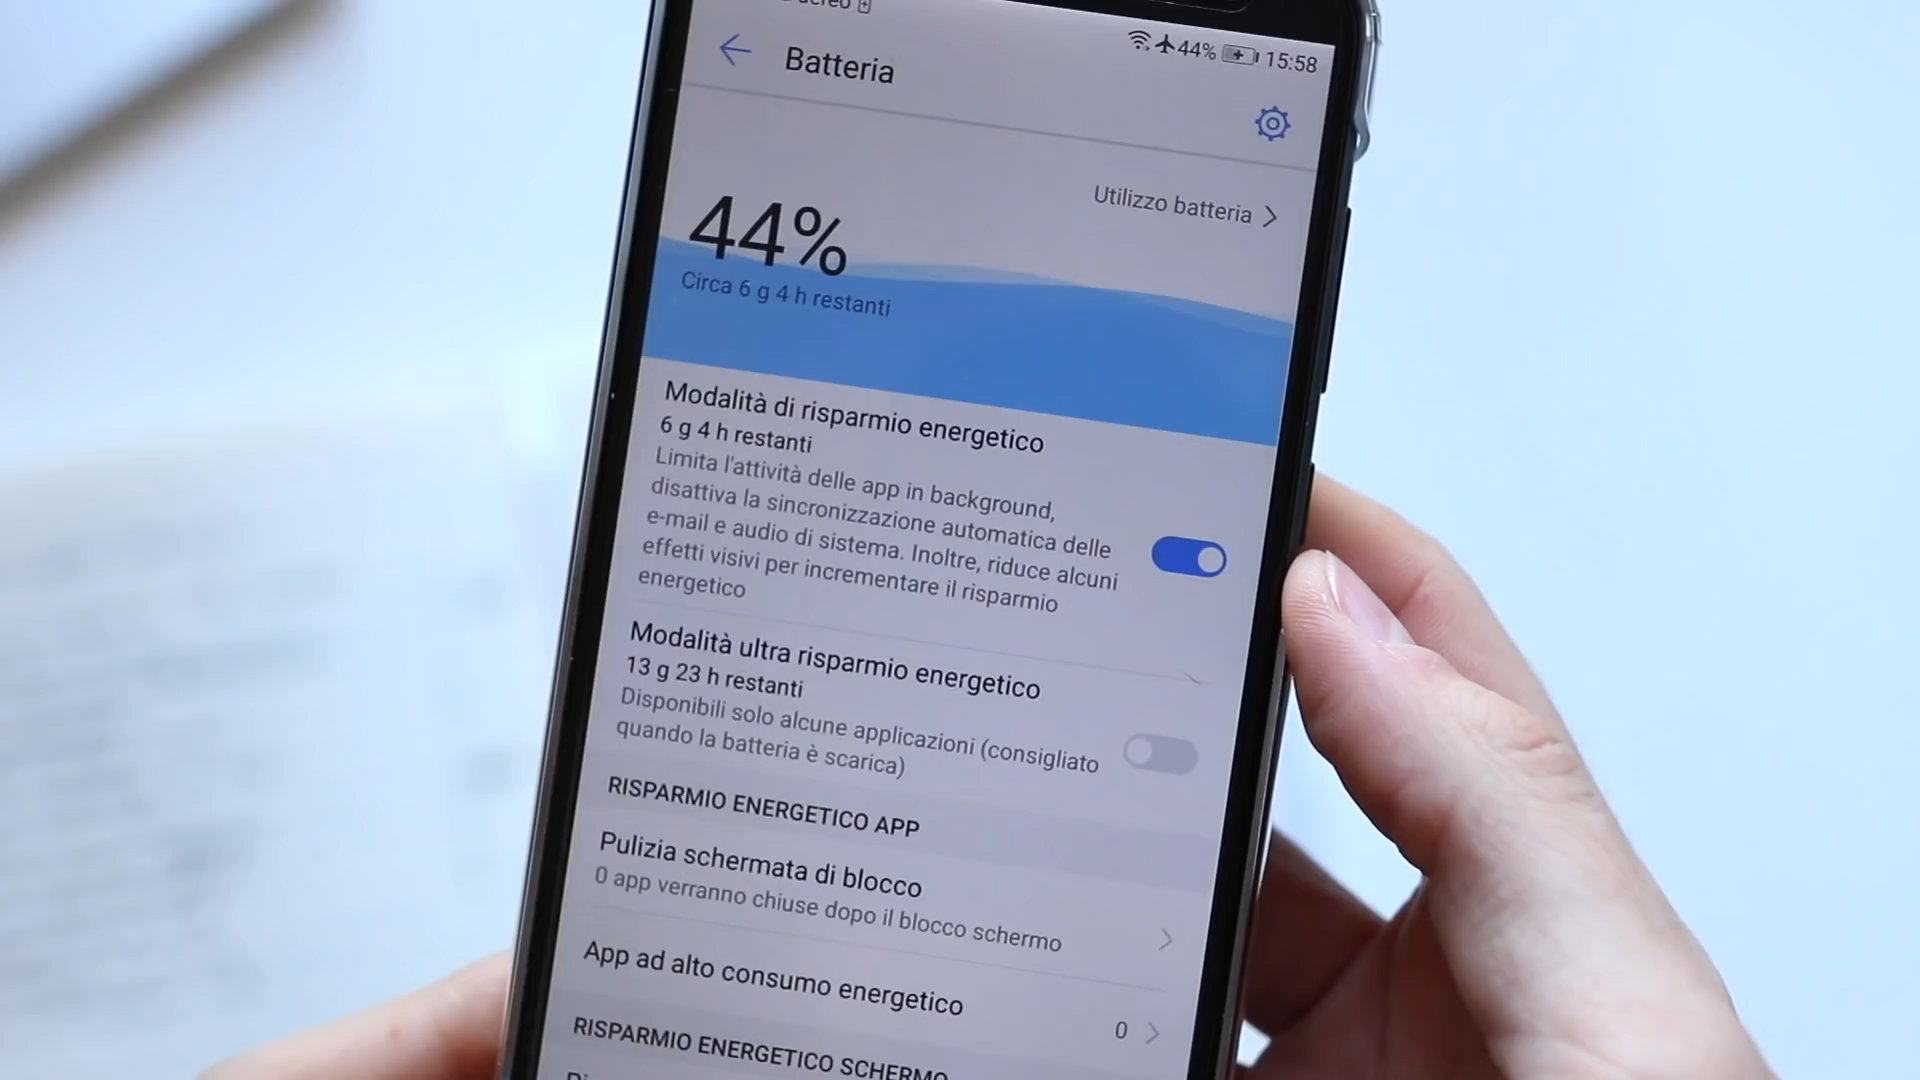 44% 15:58
Batteria
Utilizzo batteria
44%
Circa 6 g 4 h restanti
Modalità di risparmio energetico
6 g 4 h restanti
Limita l'attività delle app in background,
disattiva la sincronizzazione automatica delle
e-mail e audio di sistema. Inoltre, riduce alcuni
effetti visivi per incrementare il risparmio
energetico
Modalità ultra risparmio energetico
13 g 23 h restanti
Disponibili solo alcune applicazioni (consigliato
quando la batteria è scarica)
RISPARMIO ENERGETICO APP
Pulizia schermata di blocco
0 app verranno chiuse dopo il blocco schermo
App ad alto consumo energetico
0
RISPARMIO ENERGETICO SCHERMO